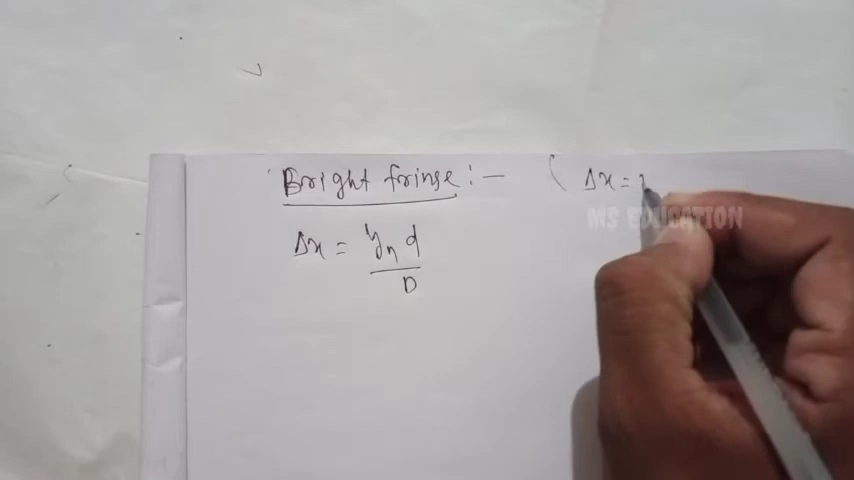 Bright fringe :- ( Δx =
MS EDUCATION
Δx = yₙ d
D